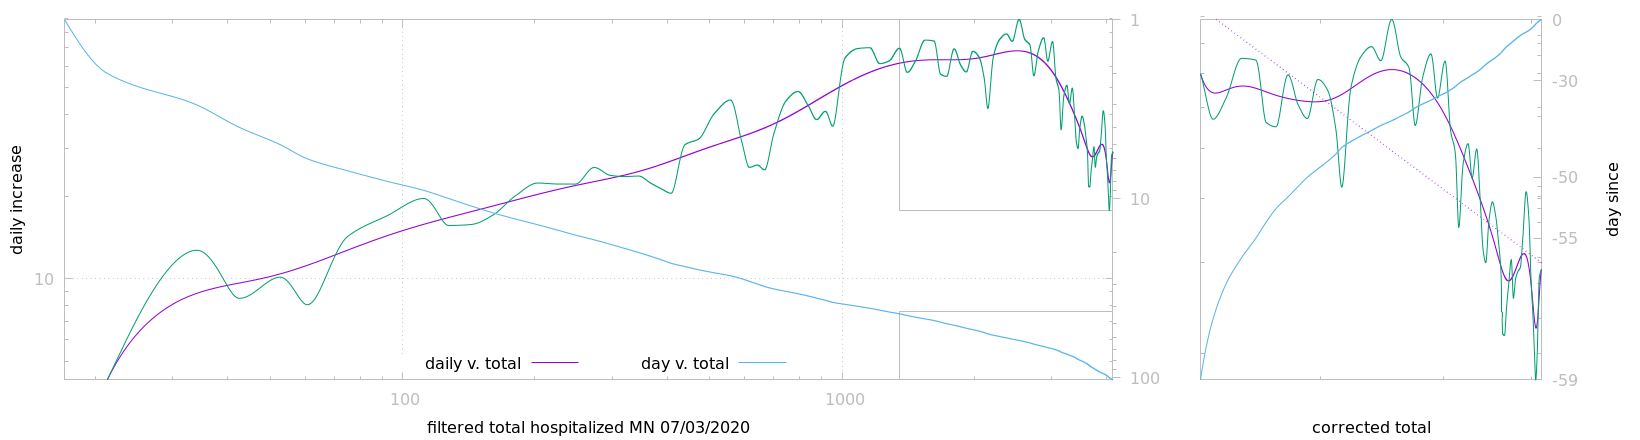 1
0
10
-30
daily increase
10
-50
day since
-55
daily v. total
day v. total
100
-59
100
1000
filtered total hospitalized MN 07/03/2020
corrected total